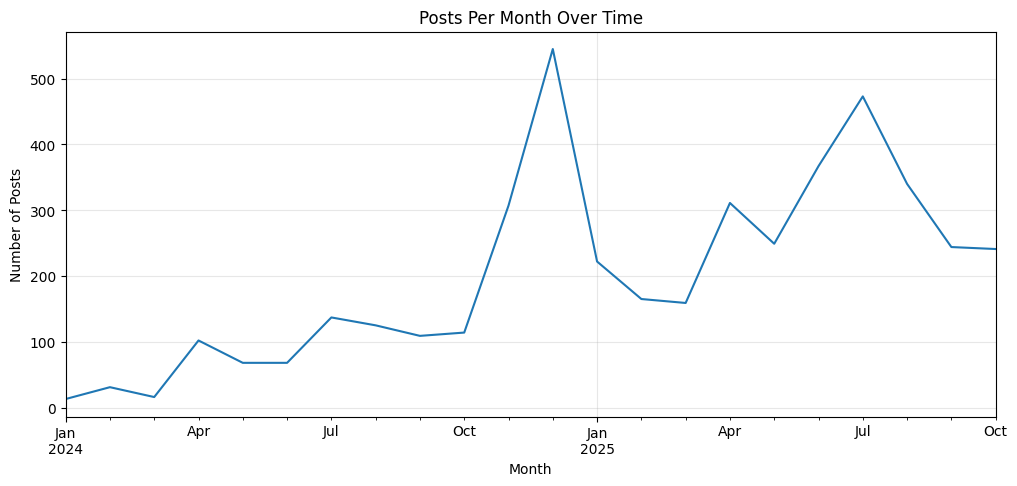 Posts Per Month Over Time
Number of Posts
500
400
300
200
100
0
Jan
2024
Apr
Jul
Oct
Jan
2025
Apr
Jul
Oct
Month